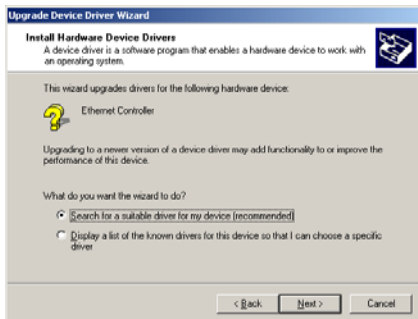 Upgrade Device Driver Wizard
Install Hardware Device Drivers
A device driver is a software program that enables a hardware device to work with
an operating system.
This wizard upgrades drivers for the following hardware device:
Ethernet Controller
Upgrading to a newer version of a device driver may add functionality to or improve the
performance of this device.
What do you want the wizard to do?
Search for a suitable driver for my device (recommended)
Display a list of the known drivers for this device so that I can choose a specific
driver
< Back Next > Cancel